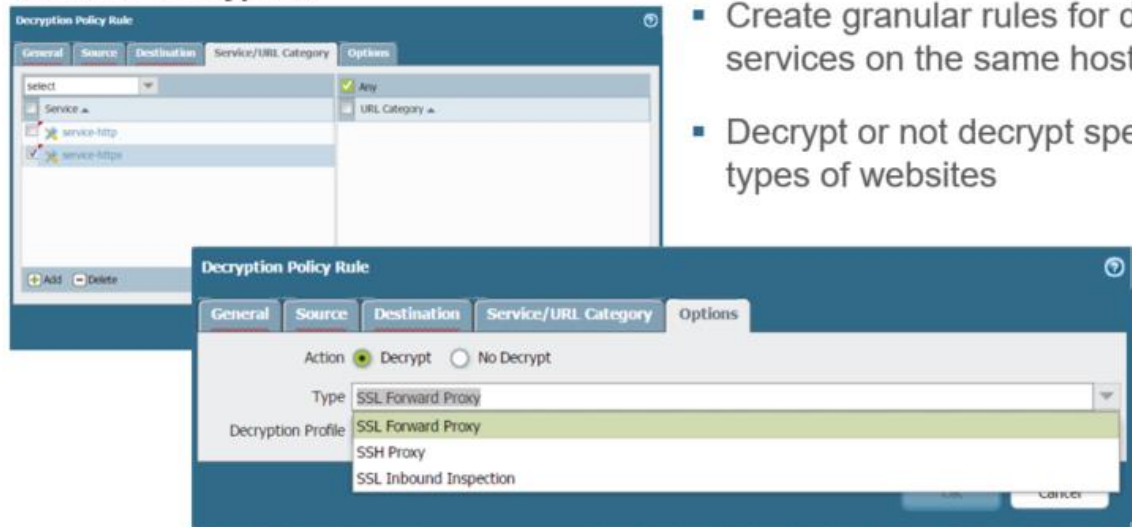 Decryption Policy Rule
General Source Destination Service/URL Category Options
select
Any
Service
URL Category
service-http
service-https
Add Delete
Create granular rules for d
services on the same host
Decrypt or not decrypt spe
types of websites
Decryption Policy Rule
General Source Destination Service/URL Category Options
Action Decrypt No Decrypt
Type SSL Forward Proxy
Decryption Profile SSL Forward Proxy
SSH Proxy
SSL Inbound Inspection
Cancel